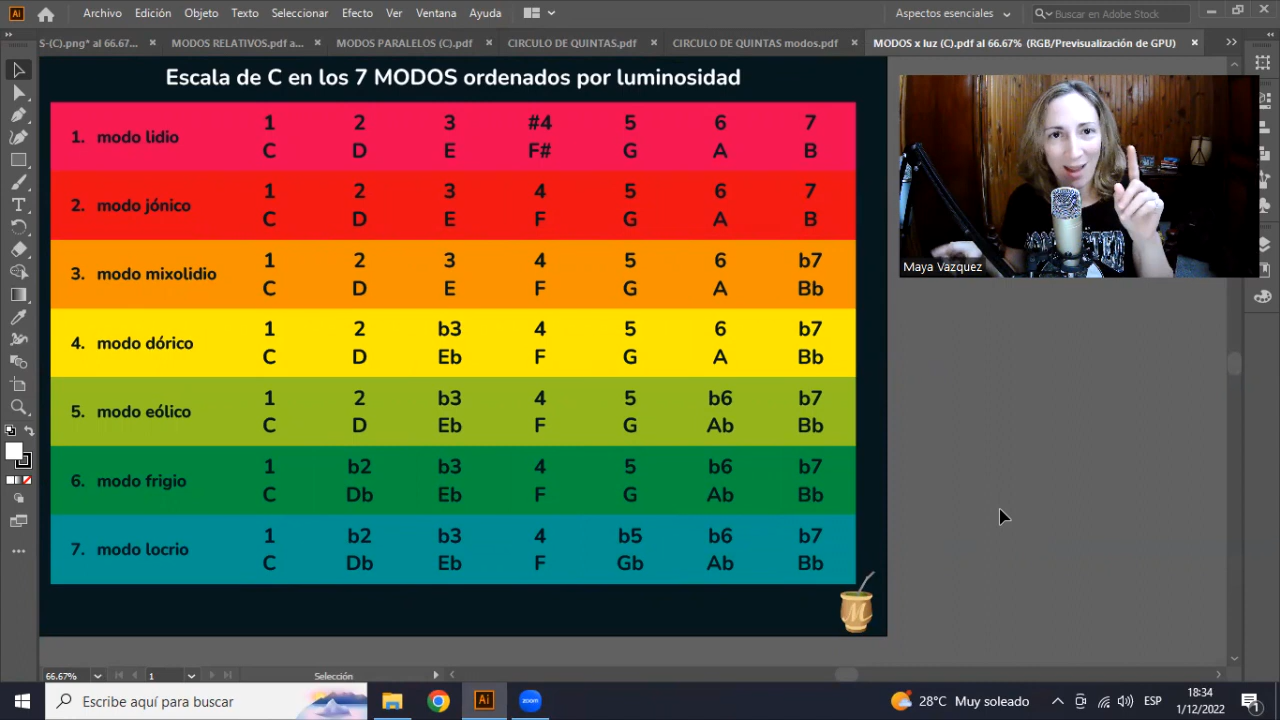 Archivo Edición Objeto Texto Seleccionar Efecto Ver Ventana Ayuda Aspectos esenciales Buscar en Adobe Stock
S-(C).png* al 66.67... × MODOS RELATIVOS.pdf a... × MODOS PARALELOS (C).pdf × CIRCULO DE QUINTAS.pdf × CIRCULO DE QUINTAS modos.pdf × MODOS x luz (C).pdf al 66.67% (RGB/Previsualización de GPU) ×
Escala de C en los 7 MODOS ordenados por luminosidad
1 2 3 #4 5 6 7
1. modo lidio
C D E F# G A B
1 2 3 4 5 6 7
2. modo jónico
C D E F G A B
1 2 3 4 5 6 b7
3. modo mixolidio
C D E F G A Bb
1 2 b3 4 5 6 b7
4. modo dórico
C D Eb F G A Bb
1 2 b3 4 5 b6 b7
5. modo eólico
C D Eb F G Ab Bb
1 b2 b3 4 5 b6 b7
6. modo frigio
C Db Eb F G Ab Bb
1 b2 b3 4 b5 b6 b7
7. modo locrio
C Db Eb F Gb Ab Bb
M
Maya Vazquez
66.67% 1 Selección
Escribe aquí para buscar
Ai
zoom
28°C Muy soleado
ESP
18:34
1/12/2022